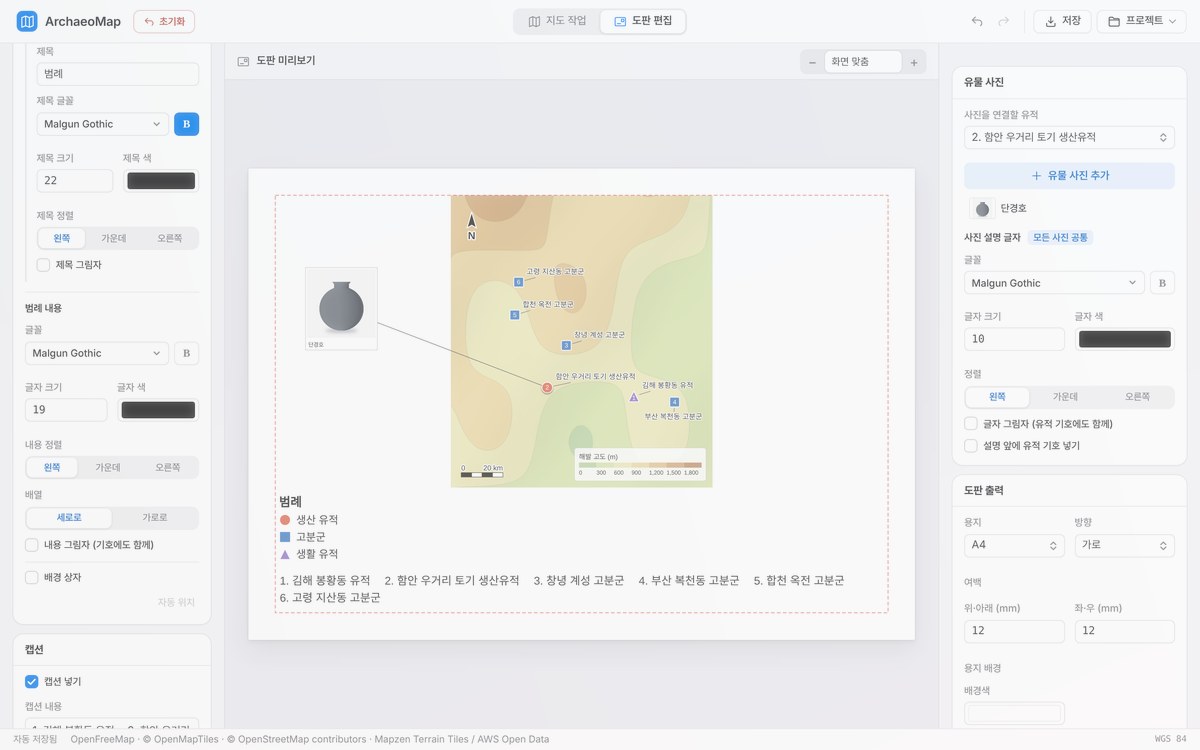 ArchaeoMap
초기화
지도 작업
도판 편집
저장
프로젝트
제목
범례
제목 글꼴
Malgun Gothic
B
제목 크기
제목 색
22
제목 정렬
왼쪽
가운데
오른쪽
제목 그림자
범례 내용
글꼴
Malgun Gothic
B
글자 크기
글자 색
19
내용 정렬
왼쪽
가운데
오른쪽
배열
세로로
가로로
내용 그림자 (기호에도 함께)
배경 상자
자동 위치
캡션
캡션 넣기
캡션 내용
도판 미리보기
−
화면 맞춤
+
N
고령 지산동 고분군
6
합천 옥전 고분군
5
창녕 계성 고분군
3
함안 우거리 토기 생산유적
2
김해 봉황동 유적
1
4
부산 복천동 고분군
단경호
0 20 km
해발 고도 (m)
0 300 600 900 1,200 1,500 1,800
범례
생산 유적
고분군
생활 유적
1. 김해 봉황동 유적 2. 함안 우거리 토기 생산유적 3. 창녕 계성 고분군 4. 부산 복천동 고분군 5. 합천 옥전 고분군
6. 고령 지산동 고분군
유물 사진
사진을 연결할 유적
2. 함안 우거리 토기 생산유적
+ 유물 사진 추가
단경호
사진 설명 글자 모든 사진 공통
글꼴
Malgun Gothic
B
글자 크기
글자 색
10
정렬
왼쪽
가운데
오른쪽
글자 그림자 (유적 기호에도 함께)
설명 앞에 유적 기호 넣기
도판 출력
용지
방향
A4
가로
여백
위·아래 (mm)
좌·우 (mm)
12
12
용지 배경
배경색
자동 저장됨
OpenFreeMap · © OpenMapTiles · © OpenStreetMap contributors · Mapzen Terrain Tiles / AWS Open Data
WGS 84